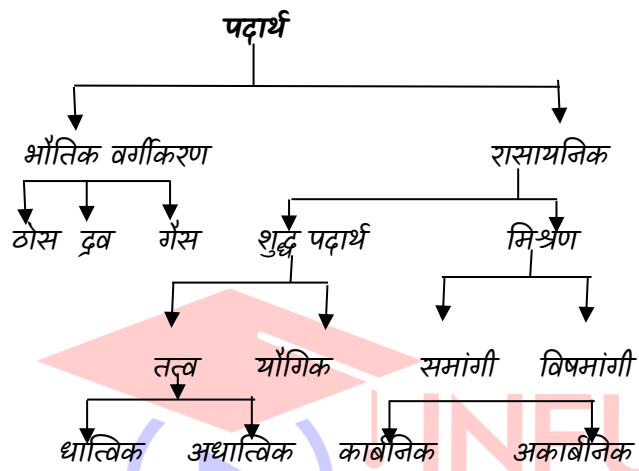 पदार्थ
भौतिक वर्गीकरण रासायनिक
ठोस द्रव गैस शुद्ध पदार्थ मिश्रण
तत्व यौगिक समांगी विषमांगी
धात्विक अधात्विक कार्बनिक अकार्बनिक